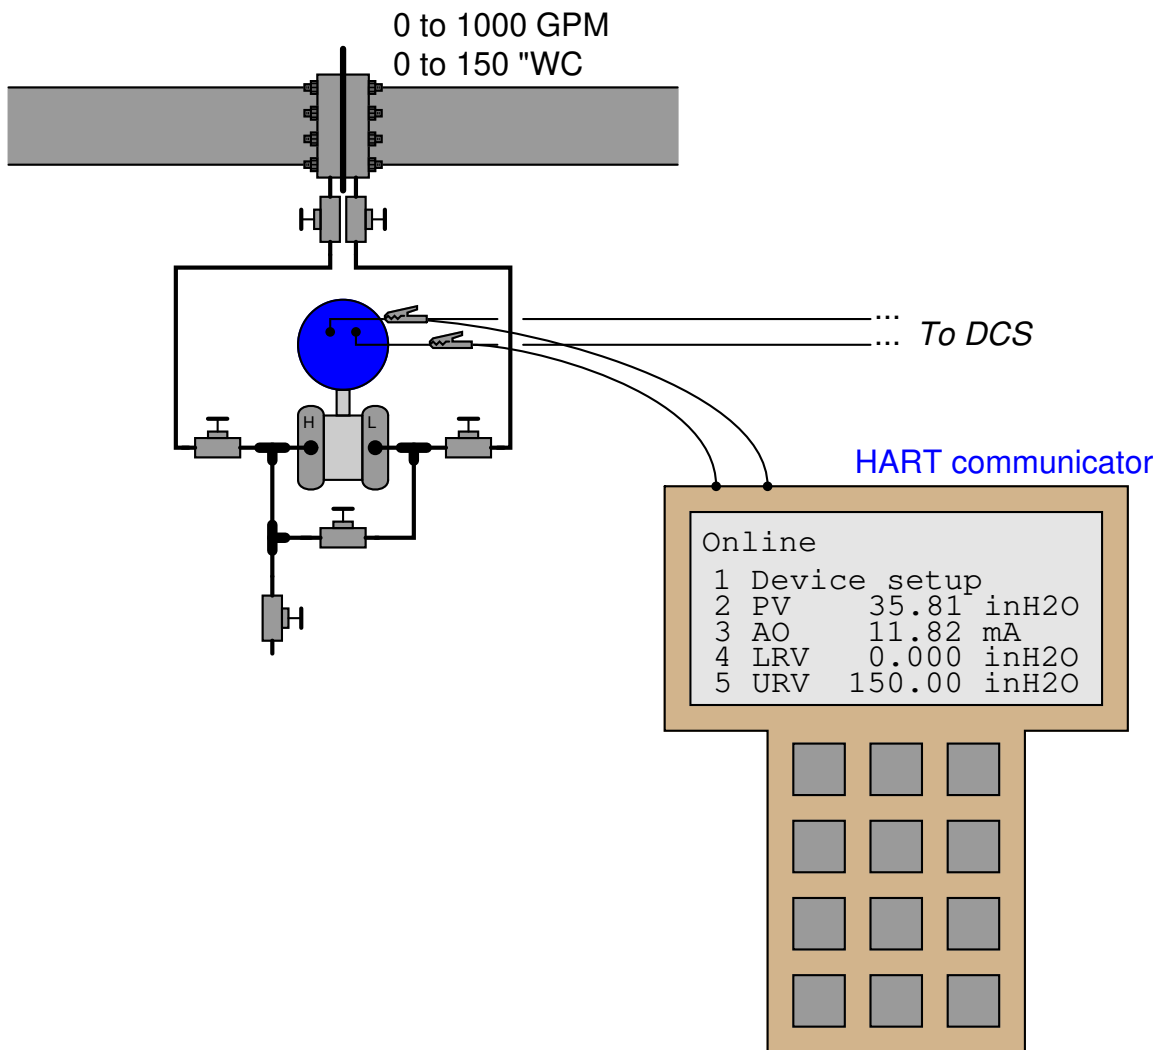 0 to 1000 GPM
0 to 150 "WC
... To DCS
...
H L
HART communicator
Online
1 Device setup
2 PV 35.81 inH2O
3 AO 11.82 mA
4 LRV 0.000 inH2O
5 URV 150.00 inH2O